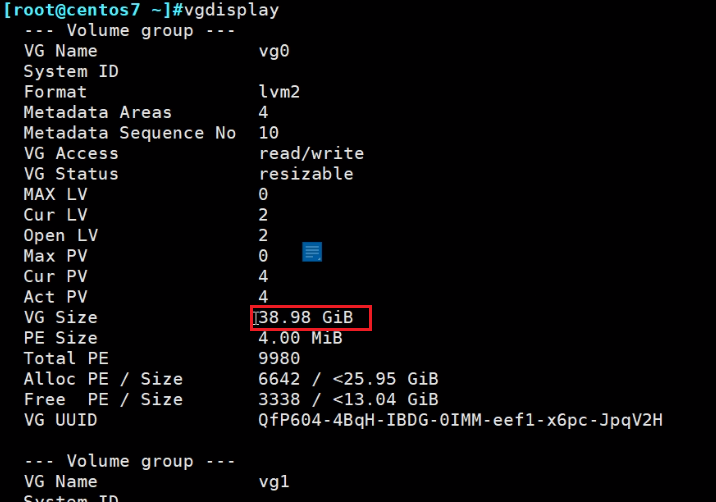 [root@centos7 ~]#vgdisplay
--- Volume group ---
VG Name vg0
System ID
Format lvm2
Metadata Areas 4
Metadata Sequence No 10
VG Access read/write
VG Status resizable
MAX LV 0
Cur LV 2
Open LV 2
Max PV 0
Cur PV 4
Act PV 4
VG Size 38.98 GiB
PE Size 4.00 MiB
Total PE 9980
Alloc PE / Size 6642 / <25.95 GiB
Free  PE / Size 3338 / <13.04 GiB
VG UUID QfP604-4BqH-IBDG-0IMM-eef1-x6pc-JpqV2H
--- Volume group ---
VG Name vg1
System ID